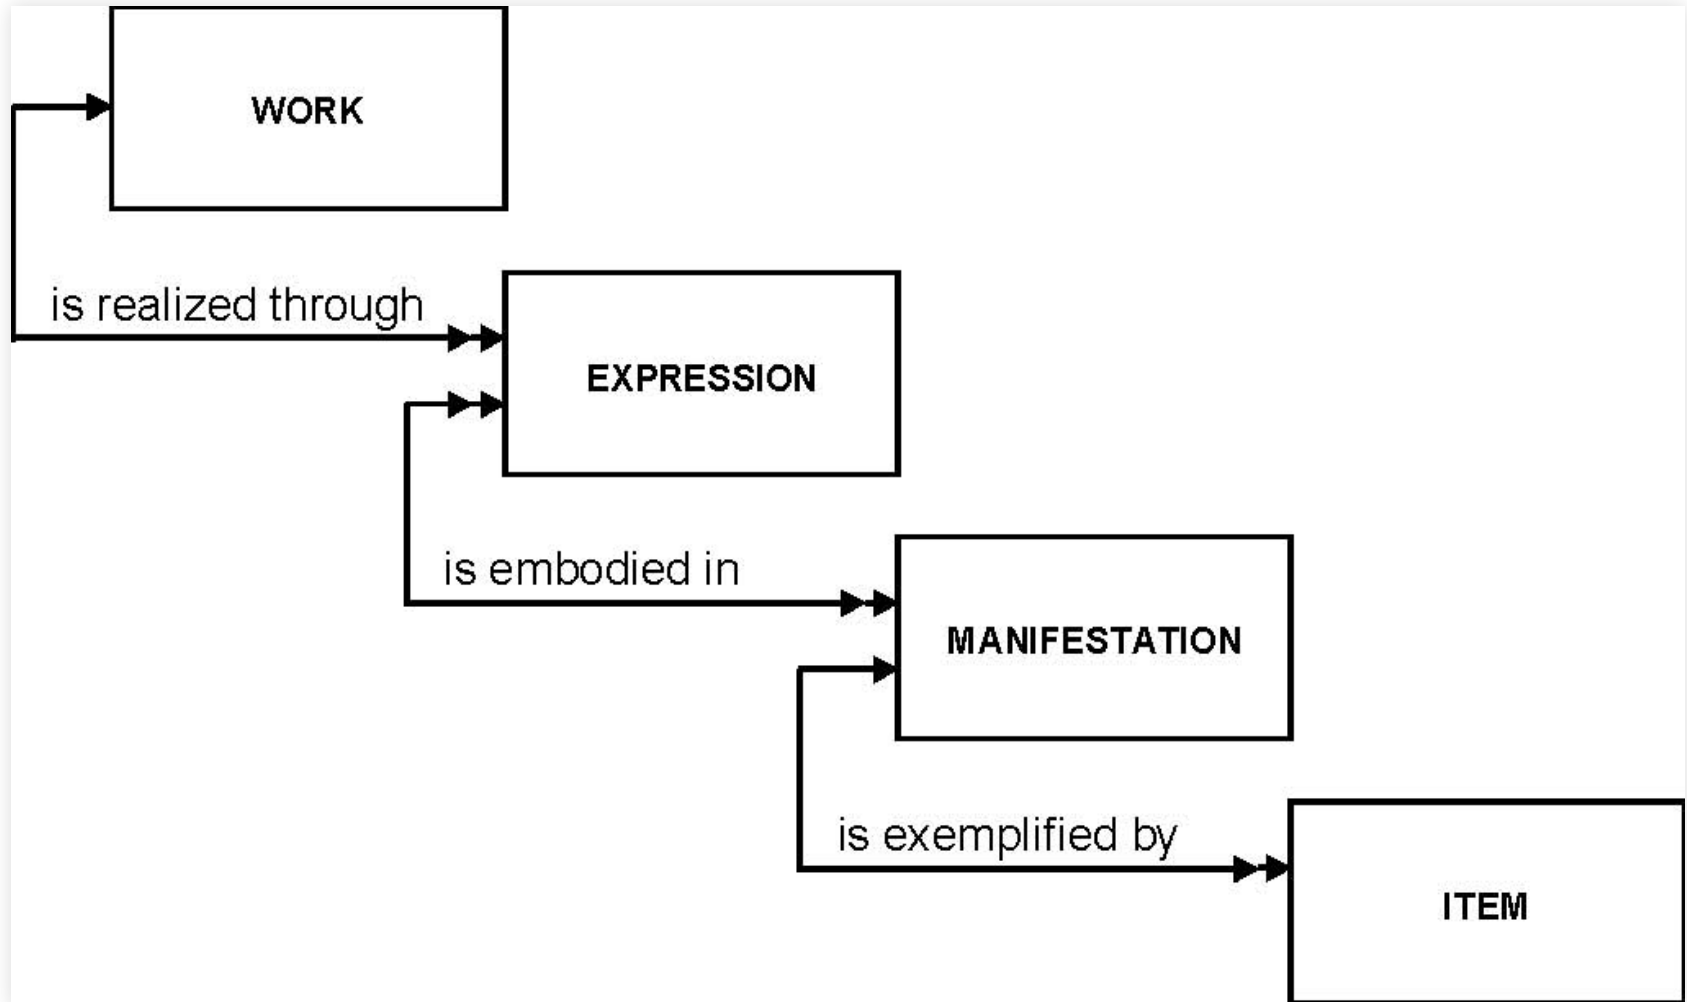 WORK
is realized through
EXPRESSION
is embodied in
MANIFESTATION
is exemplified by
ITEM